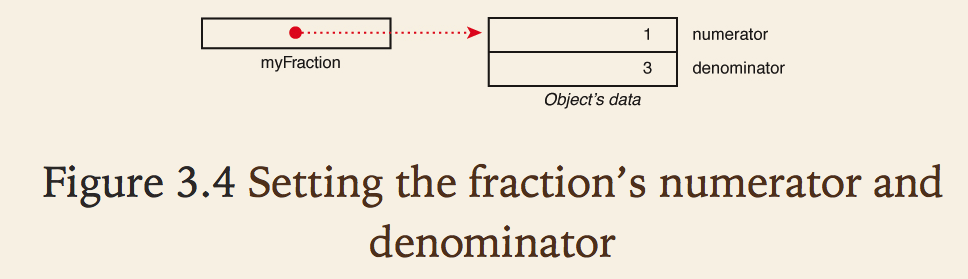 1 numerator
myFraction
3 denominator
Object's data
Figure 3.4 Setting the fraction's numerator and
denominator